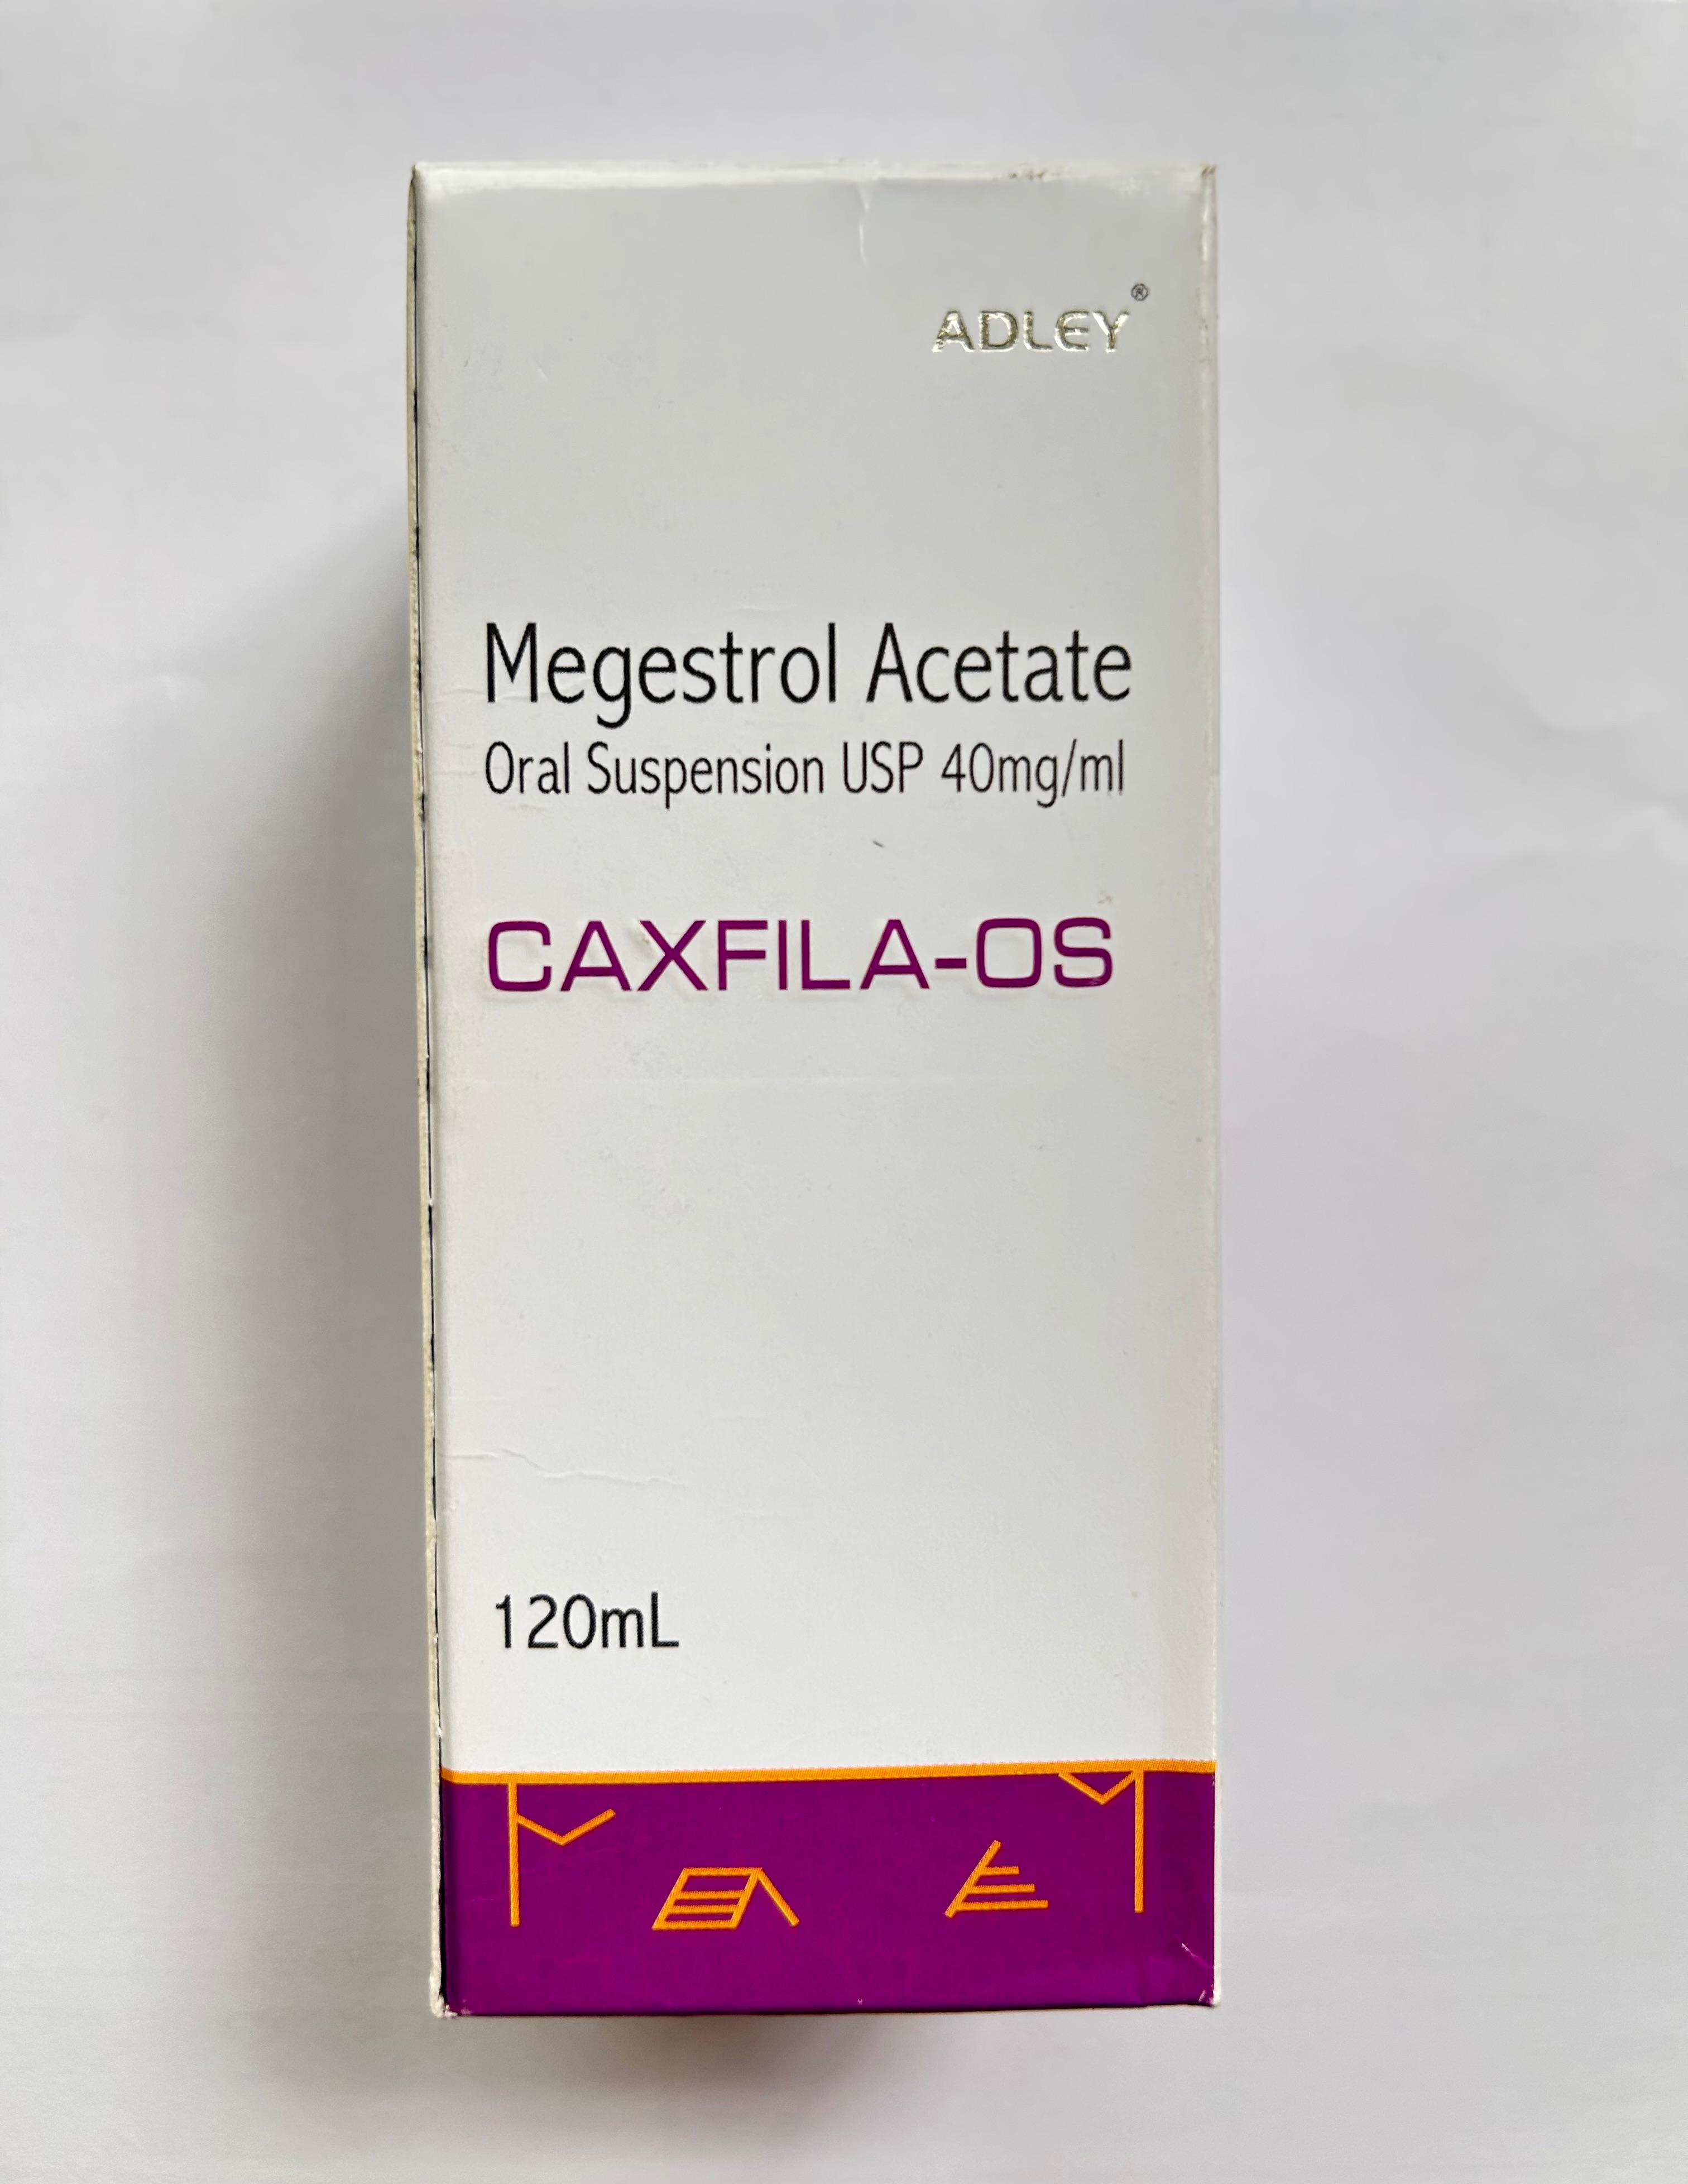 ADLEY®
Megestrol Acetate
Oral Suspension USP 40mg/ml
CAXFILA-OS
120mL